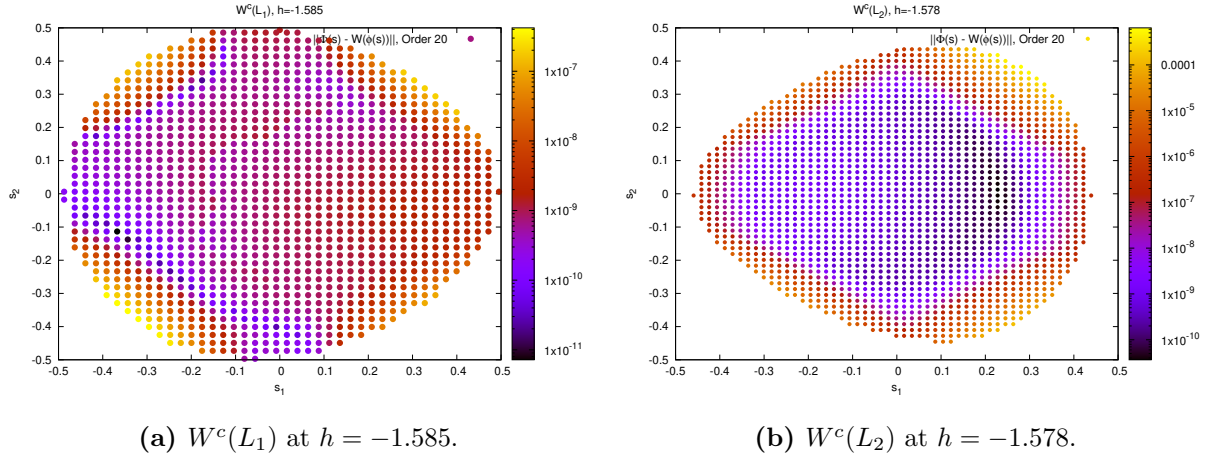 W^c(L_1), h=-1.585
||Φ(s) - W(ϕ(s))||, Order 20
0.5
0.4
0.3
0.2
0.1
0
-0.1
-0.2
-0.3
-0.4
-0.5
s_2
-0.5 -0.4 -0.3 -0.2 -0.1 0 0.1 0.2 0.3 0.4 0.5
s_1
1x10^-7
1x10^-8
1x10^-9
1x10^-10
1x10^-11
(a) W^c(L_1) at h = −1.585.
W^c(L_2), h=-1.578
||Φ(s) - W(ϕ(s))||, Order 20
0.5
0.4
0.3
0.2
0.1
0
-0.1
-0.2
-0.3
-0.4
-0.5
s_2
-0.5 -0.4 -0.3 -0.2 -0.1 0 0.1 0.2 0.3 0.4 0.5
s_1
0.0001
1x10^-5
1x10^-6
1x10^-7
1x10^-8
1x10^-9
1x10^-10
(b) W^c(L_2) at h = −1.578.